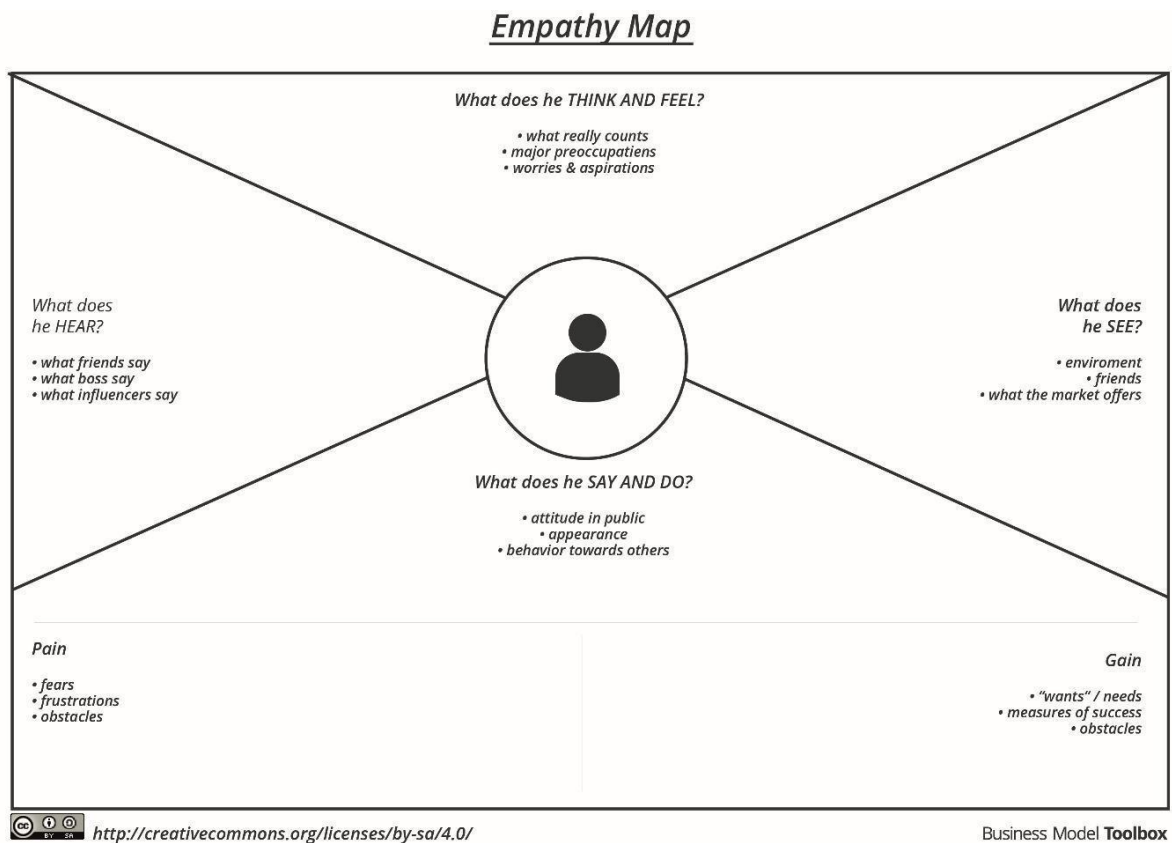 Empathy Map
What does he THINK AND FEEL?
• what really counts
• major preoccupatiens
• worries & aspirations
What does
he HEAR?
• what friends say
• what boss say
• what influencers say
What does
he SEE?
• enviroment
• friends
• what the market offers
What does he SAY AND DO?
• attitude in public
• appearance
• behavior towards others
Pain
• fears
• frustrations
• obstacles
Gain
• “wants” / needs
• measures of success
• obstacles
cc BY SA
http://creativecommons.org/licenses/by-sa/4.0/
Business Model Toolbox